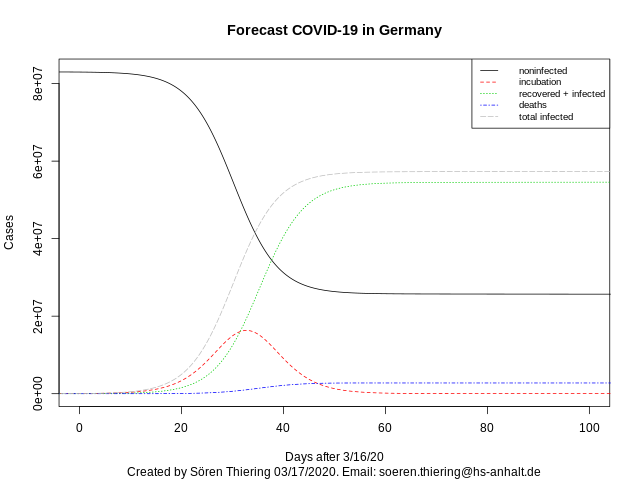 Forecast COVID-19 in Germany
noninfected
incubation
recovered + infected
deaths
total infected
Cases
8e+07
6e+07
4e+07
2e+07
0e+00
0 20 40 60 80 100
Days after 3/16/20
Created by Sören Thiering 03/17/2020. Email: soeren.thiering@hs-anhalt.de